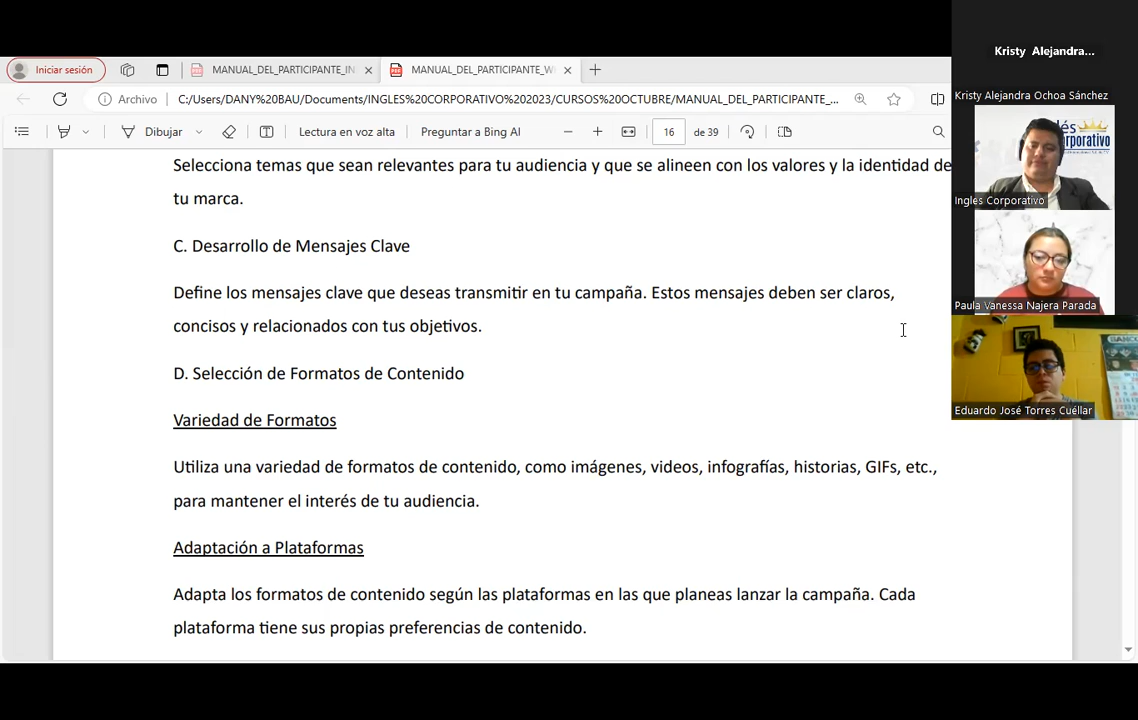 Kristy Alejandra...
Iniciar sesión
MANUAL_DEL_PARTICIPANTE_IN
MANUAL_DEL_PARTICIPANTE_W
Archivo
C:/Users/DANY%20BAU/Documents/INGLES%20CORPORATIVO%202023/CURSOS%20OCTUBRE/MANUAL_DEL_PARTICIPANTE_...
Kristy Alejandra Ochoa Sánchez
Dibujar
Lectura en voz alta
Preguntar a Bing AI
16
de 39
Selecciona temas que sean relevantes para tu audiencia y que se alineen con los valores y la identidad de
tu marca.
C. Desarrollo de Mensajes Clave
Define los mensajes clave que deseas transmitir en tu campaña. Estos mensajes deben ser claros,
concisos y relacionados con tus objetivos.
D. Selección de Formatos de Contenido
Variedad de Formatos
Utiliza una variedad de formatos de contenido, como imágenes, videos, infografías, historias, GIFs, etc.,
para mantener el interés de tu audiencia.
Adaptación a Plataformas
Adapta los formatos de contenido según las plataformas en las que planeas lanzar la campaña. Cada
plataforma tiene sus propias preferencias de contenido.
Ingles Corporativo
Paula Vanessa Najera Parada
Eduardo José Torres Cuéllar